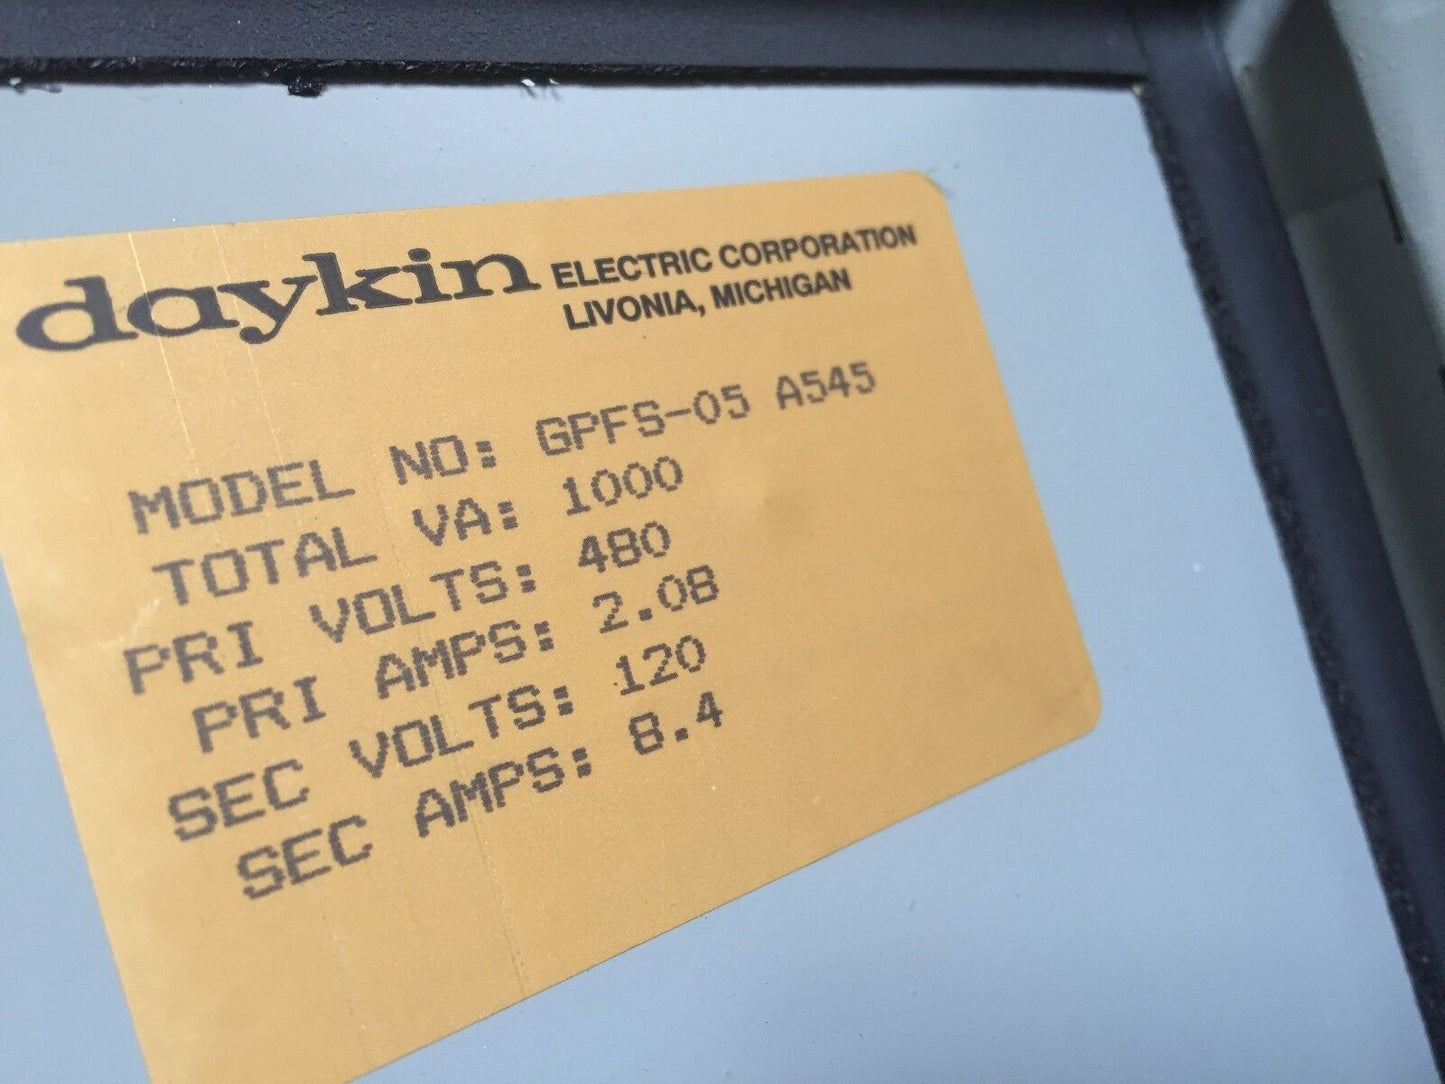 daykin ELECTRIC CORPORATION
LIVONIA, MICHIGAN
MODEL NO: GPFS-05 A545
TOTAL VA: 1000
PRI VOLTS: 480
PRI AMPS: 2.08
SEC VOLTS: 120
SEC AMPS: 8.4